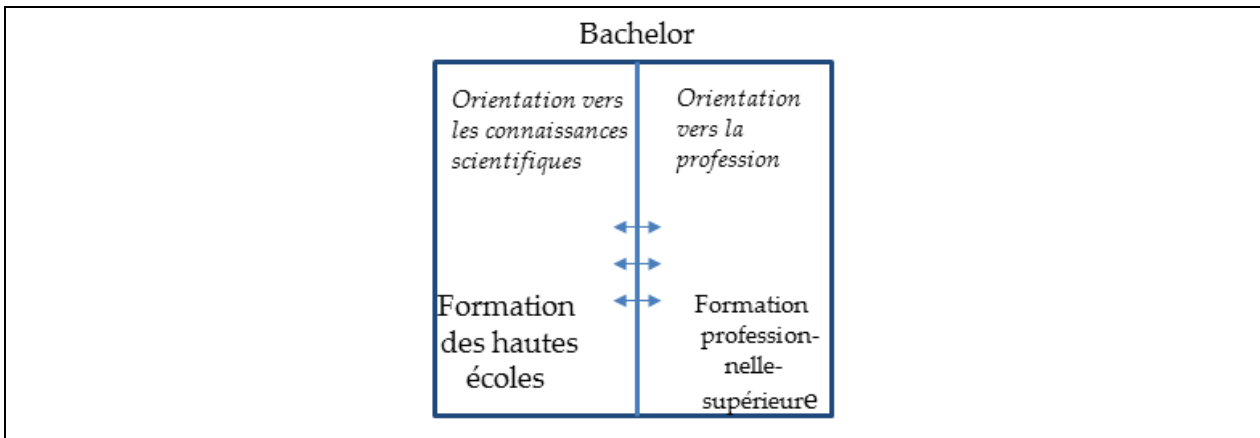 Bachelor
Orientation vers
les connaissances
scientifiques
Orientation
vers la
profession
Formation
des hautes
écoles
Formation
profession-
nelle-
supérieure